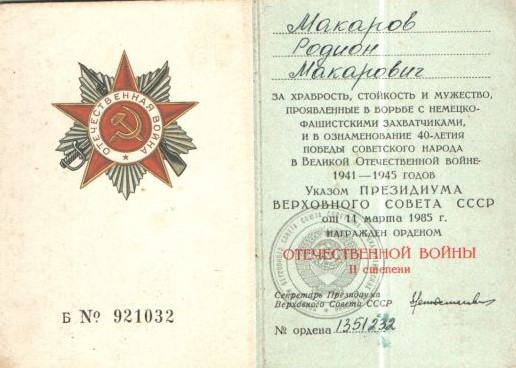 ОТЕЧЕСТВЕННАЯ ВОЙНА
Б № 921032
Макаров
Родион
Макарович
ЗА ХРАБРОСТЬ, СТОЙКОСТЬ И МУЖЕСТВО,
ПРОЯВЛЕННЫЕ В БОРЬБЕ С НЕМЕЦКО-
ФАШИСТСКИМИ ЗАХВАТЧИКАМИ,
И В ОЗНАМЕНОВАНИЕ 40-ЛЕТИЯ
ПОБЕДЫ СОВЕТСКОГО НАРОДА
В ВЕЛИКОЙ ОТЕЧЕСТВЕННОЙ ВОЙНЕ
1941—1945 ГОДОВ
УКАЗОМ ПРЕЗИДИУМА
ВЕРХОВНОГО СОВЕТА СССР
от 11 марта 1985 г.
НАГРАЖДЕН ОРДЕНОМ
ОТЕЧЕСТВЕННОЙ ВОЙНЫ
II степени
Секретарь Президиума
Верховного Совета СССР
№ ордена 1351232